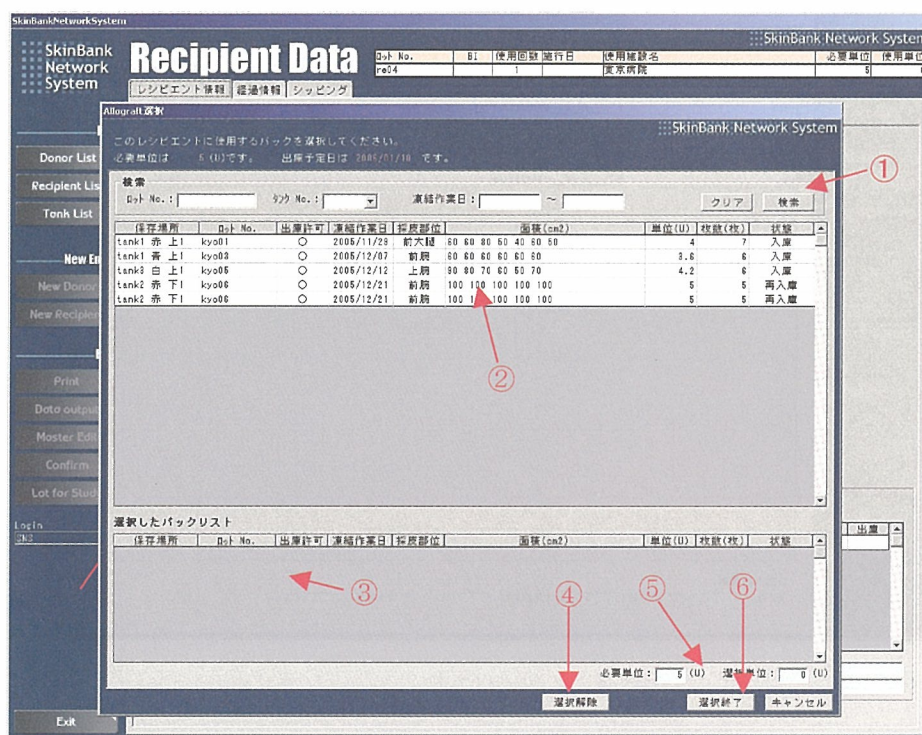 SkinBankNetworkSystem
SkinBank Network System
SkinBank
Network
System
Recipient Data
ロット No. BI 使用回数 施行日 使用施設名 必要単位 使用単位
re04 1 東京病院 5
レシピエント情報 経過情報 シッピング
Allograft選択
SkinBank Network System
このレシピエントに使用するパックを選択してください。
必要単位は 5 (U)です。 出庫予定日は 2006/01/10 です。
検索
ロット No.: タンク No.: 凍結作業日: ~ クリア 検索
①
保存場所 ロット No. 出庫許可 凍結作業日 採皮部位 面積(cm2) 単位(U) 枚数(枚) 状態
tank1 赤 上1 kyo01 ○ 2005/11/29 前大腿 60 60 80 50 40 60 50 4 7 入庫
tank1 青 上1 kyo03 ○ 2005/12/07 前腕 60 60 60 60 60 60 3.6 6 入庫
tank3 白 上1 kyo05 ○ 2005/12/12 上腕 90 80 70 60 50 70 4.2 6 入庫
tank2 赤 下1 kyo06 ○ 2005/12/21 前腕 100 100 100 100 100 5 5 再入庫
tank2 赤 下1 kyo06 ○ 2005/12/21 前腕 100 100 100 100 5 5 再入庫
②
選択したパックリスト
保存場所 ロット No. 出庫許可 凍結作業日 採皮部位 面積(cm2) 単位(U) 枚数(枚) 状態
③ ④ ⑤ ⑥
必要単位: 5 (U) 選択単位: 0 (U)
選択解除 選択終了 キャンセル
Donor List
Recipient Lis
Tank List
New En
New Donor
New Recipien
Print
Data output
Master Edit
Confirm
Lot for Stud
Login
SNS
出庫
Exit